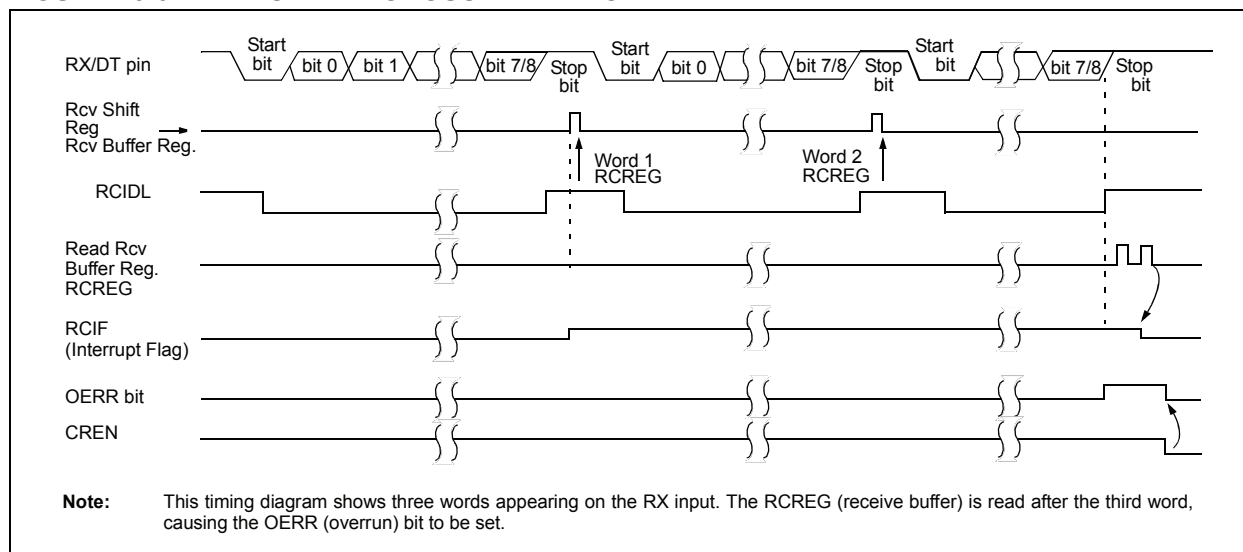 RX/DT pin
Start
bit
bit 0
bit 1
bit 7/8
Stop
bit
Start
bit
bit 0
bit 7/8
Stop
bit
Start
bit
bit 7/8
Stop
bit
Rcv Shift
Reg
Rcv Buffer Reg.
Word 1
RCREG
Word 2
RCREG
RCIDL
Read Rcv
Buffer Reg.
RCREG
RCIF
(Interrupt Flag)
OERR bit
CREN
Note: This timing diagram shows three words appearing on the RX input. The RCREG (receive buffer) is read after the third word,
causing the OERR (overrun) bit to be set.